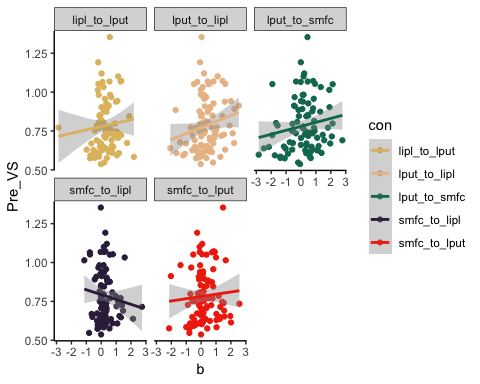 lipl_to_lput
lput_to_lipl
lput_to_smfc
1.25
1.00
0.75
0.50
-3 -2 -1 0 1 2 3
smfc_to_lipl
smfc_to_lput
1.25
1.00
0.75
0.50
-3 -2 -1 0 1 2 3
-3 -2 -1 0 1 2 3
Pre_VS
b
con
lipl_to_lput
lput_to_lipl
lput_to_smfc
smfc_to_lipl
smfc_to_lput